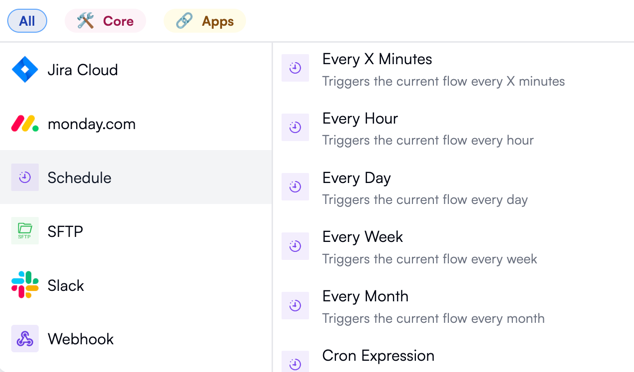 All
Core
Apps
Jira Cloud
monday.com
Schedule
SFTP
SFTP
Slack
Webhook
Every X Minutes
Triggers the current flow every X minutes
Every Hour
Triggers the current flow every hour
Every Day
Triggers the current flow every day
Every Week
Triggers the current flow every week
Every Month
Triggers the current flow every month
Cron Expression